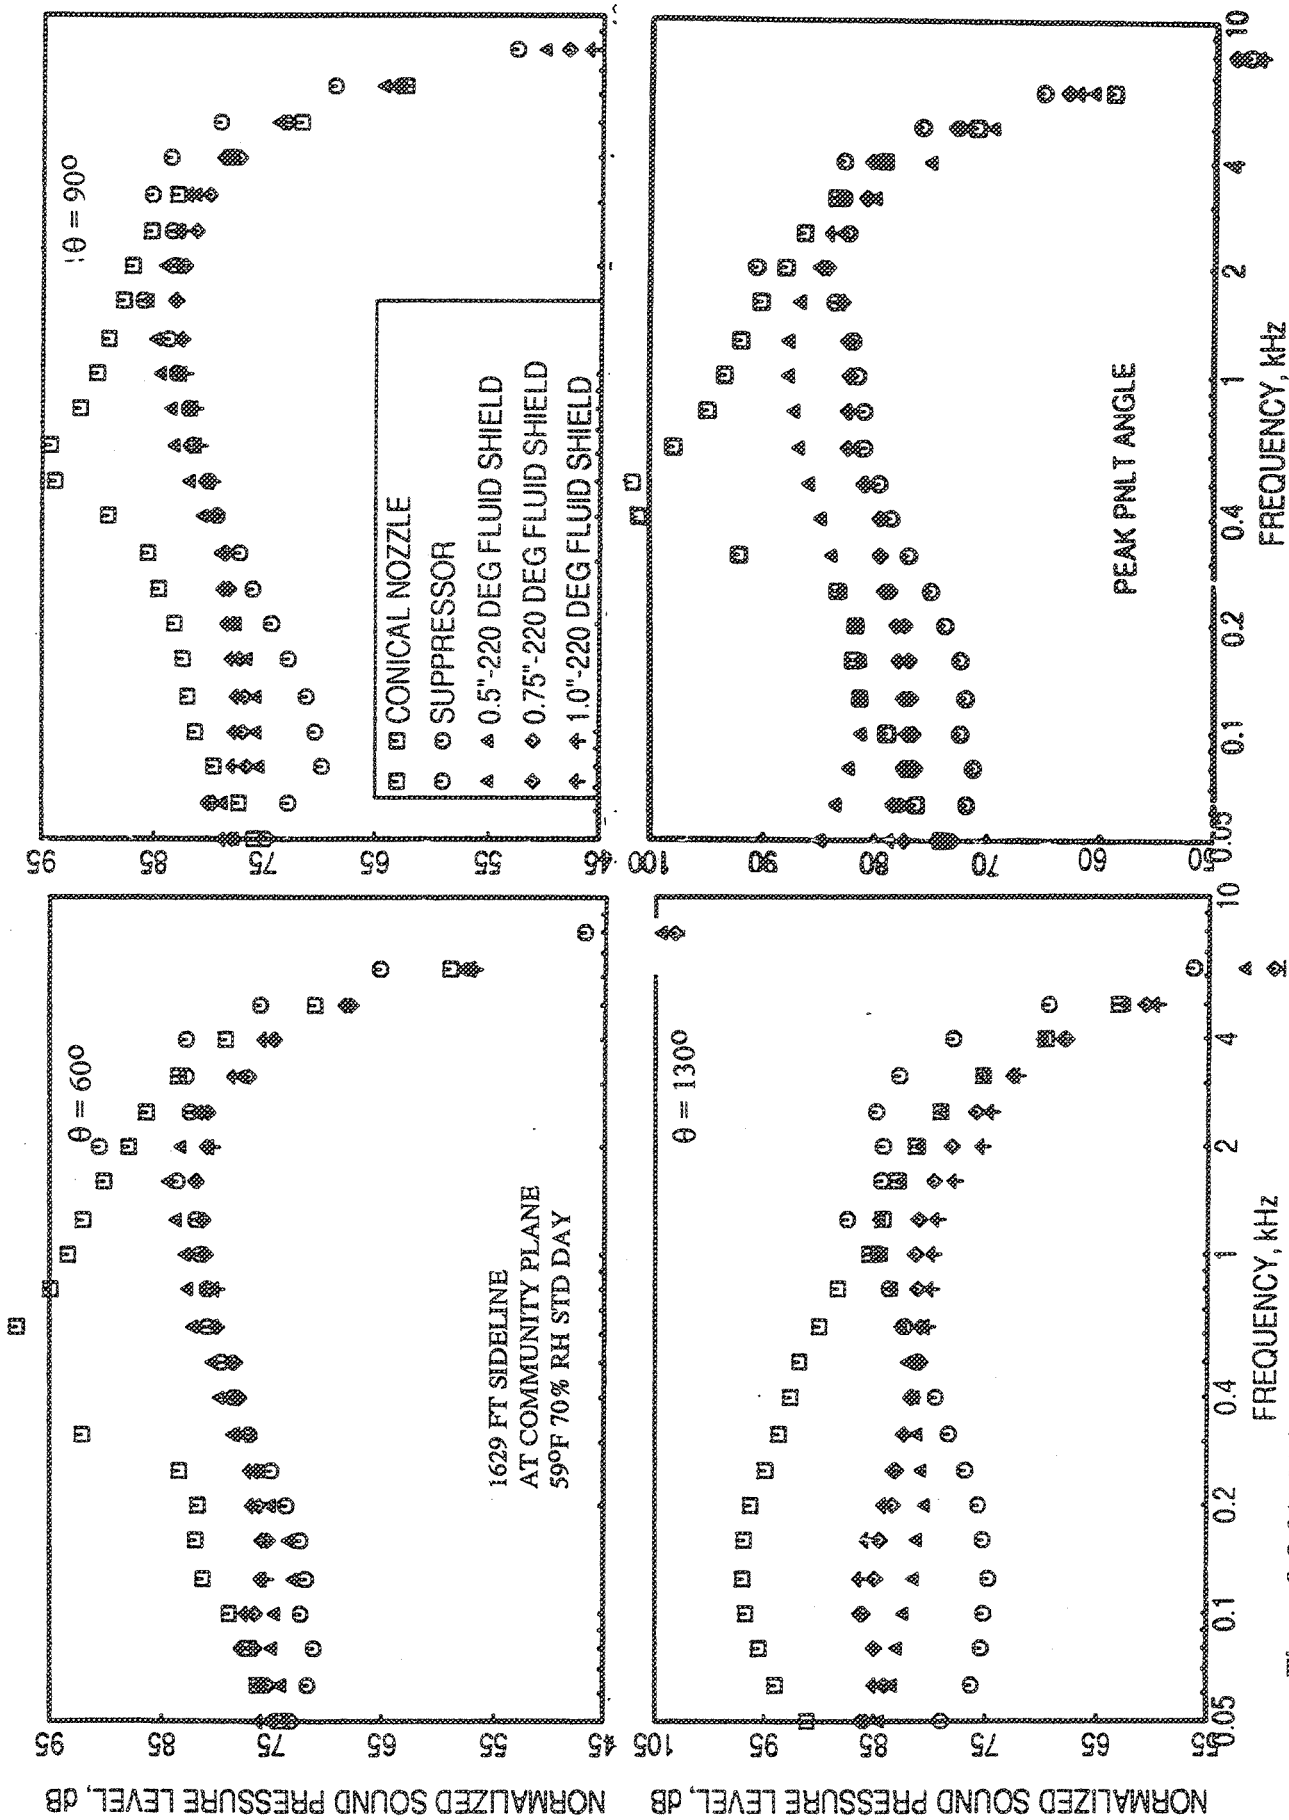 θ = 60°
1629 FT SIDELINE
AT COMMUNITY PLANE
59°F 70% RH STD DAY
95
85
75
65
55
45
NORMALIZED SOUND PRESSURE LEVEL, dB
θ = 90°
CONICAL NOZZLE
SUPPRESSOR
0.5"-220 DEG FLUID SHIELD
0.75"-220 DEG FLUID SHIELD
1.0"-220 DEG FLUID SHIELD
95
85
75
65
55
θ = 130°
105
95
85
75
65
55
NORMALIZED SOUND PRESSURE LEVEL, dB
0.05 0.1 0.2 0.4 1 2 4 10
FREQUENCY, kHz
PEAK PNLT ANGLE
100
90
80
70
60
50
0.05 0.1 0.2 0.4 1 2 4 10
FREQUENCY, kHz